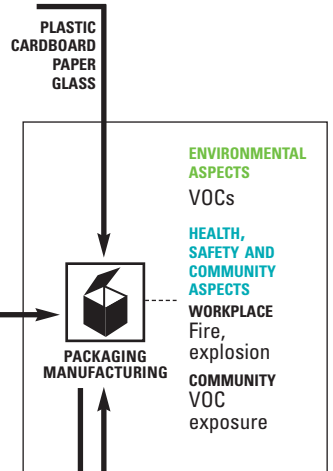 PLASTIC
CARDBOARD
PAPER
GLASS
ENVIRONMENTAL
ASPECTS
VOCs
HEALTH,
SAFETY AND
COMMUNITY
ASPECTS
WORKPLACE
Fire,
explosion
COMMUNITY
VOC
exposure
PACKAGING
MANUFACTURING